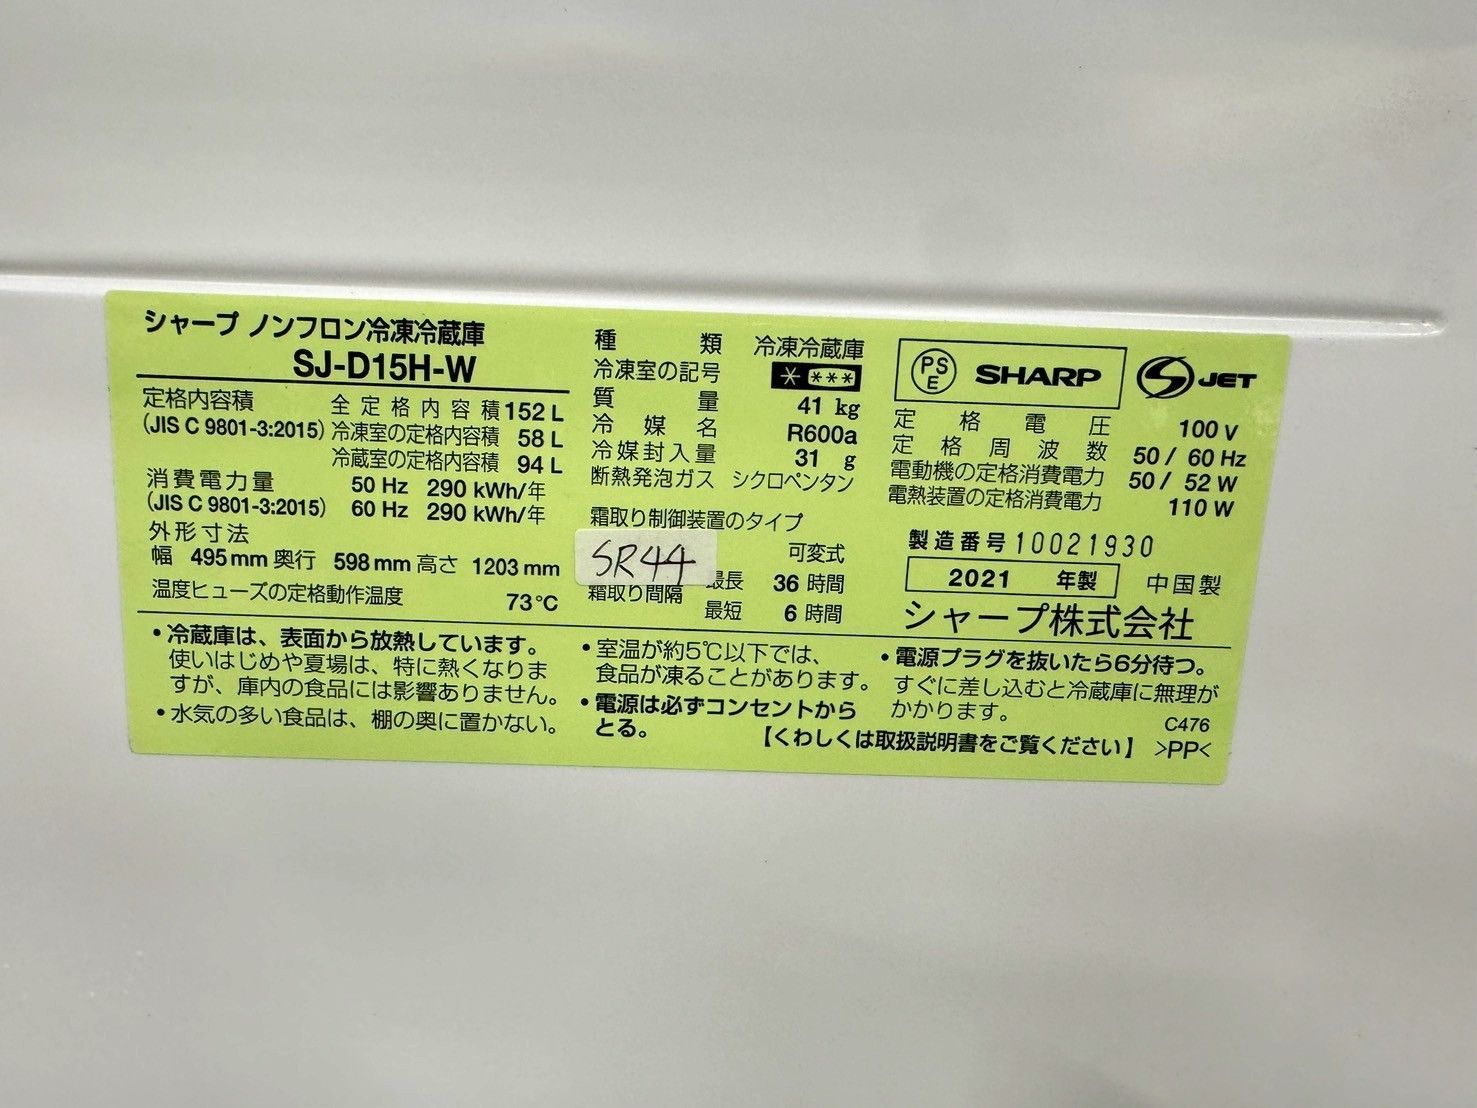 シャープ ノンフロン冷凍冷蔵庫
SJ-D15H-W
定格内容積
(JIS C 9801-3:2015)
全定格内容積 152 L
冷凍室の定格内容積 58 L
冷蔵室の定格内容積 94 L
消費電力量
(JIS C 9801-3:2015)
50 Hz 290 kWh/年
60 Hz 290 kWh/年
外形寸法
幅 495 mm 奥行 598 mm 高さ 1203 mm
温度ヒューズの定格動作温度 73℃
種類 冷凍冷蔵庫
冷凍室の記号 * ***
質量 41 kg
冷媒名 R600a
冷媒封入量 31 g
断熱発泡ガス シクロペンタン
霜取り制御装置のタイプ
可変式
SR44
霜取り間隔
最長 36 時間
最短 6 時間
PSE SHARP
S JET
定格電圧 100 V
定格周波数 50 / 60 Hz
電動機の定格消費電力 50 / 52 W
電熱装置の定格消費電力 110 W
製造番号 10021930
2021 年製 中国製
シャープ株式会社
・冷蔵庫は、表面から放熱しています。
使いはじめや夏場は、特に熱くなりま
すが、庫内の食品には影響ありません。
・水気の多い食品は、棚の奥に置かない。
・室温が約5℃以下では、
食品が凍ることがあります。
・電源は必ずコンセントから
とる。
・電源プラグを抜いたら6分待つ。
すぐに差し込むと冷蔵庫に無理が
かかります。
C476
【くわしくは取扱説明書をご覧ください】 >PP<